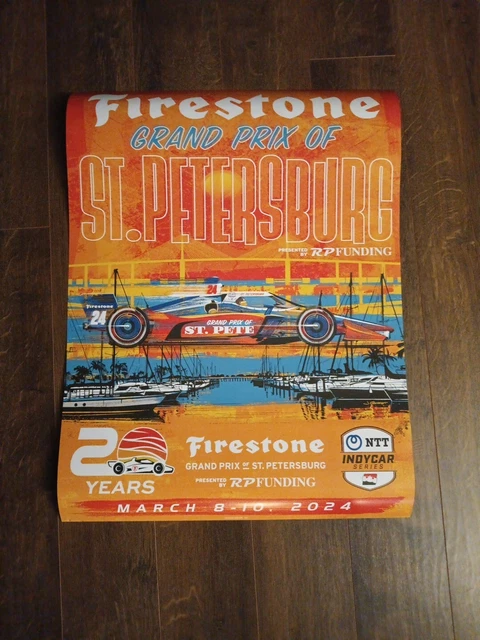 Firestone
GRAND PRIX OF
ST. PETERSBURG
PRESENTED BY RP FUNDING
24
Firestone
24
GRAND PRIX OF
ST. PETE
20
YEARS
Firestone
GRAND PRIX OF ST. PETERSBURG
PRESENTED BY RP FUNDING
NTT
INDYCAR
SERIES
MARCH 8-10, 2024